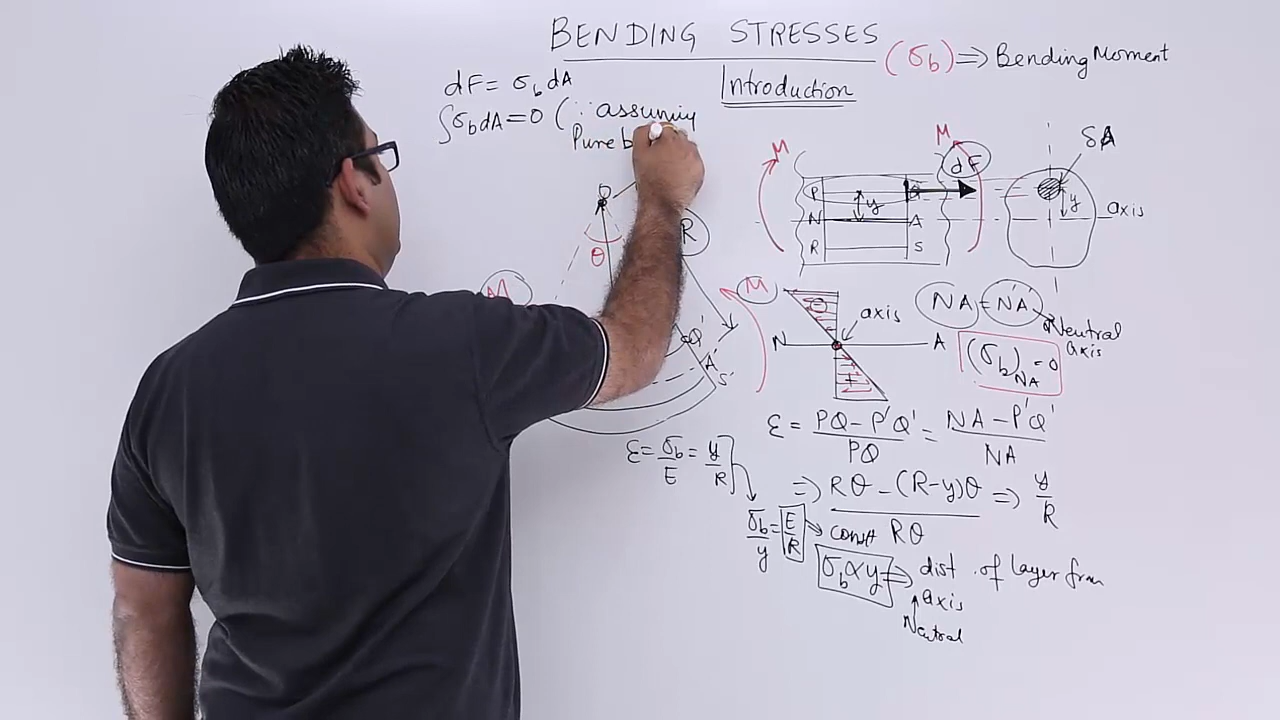 BENDING STRESSES (σb) ⇒ Bending Moment
Introduction
dF = σb dA
∫σb dA = 0 (∵ assuming
Pure b
M M dF δA
P Q y
N A axis
R S
O R
θ
M M
Q'
A'
S'
M axis
N A
⊖
+
NA = N'A'
Neutral
axis
(σb)NA = 0
ε = PQ - P'Q' / PQ = NA - P'Q' / NA
ε = σb / E = y / R
⇒ Rθ - (R-y)θ / Rθ ⇒ y / R
σb / y = E / R ⇒ const
σb ∝ y ⇒ dist. of layer from
axis
Neutral